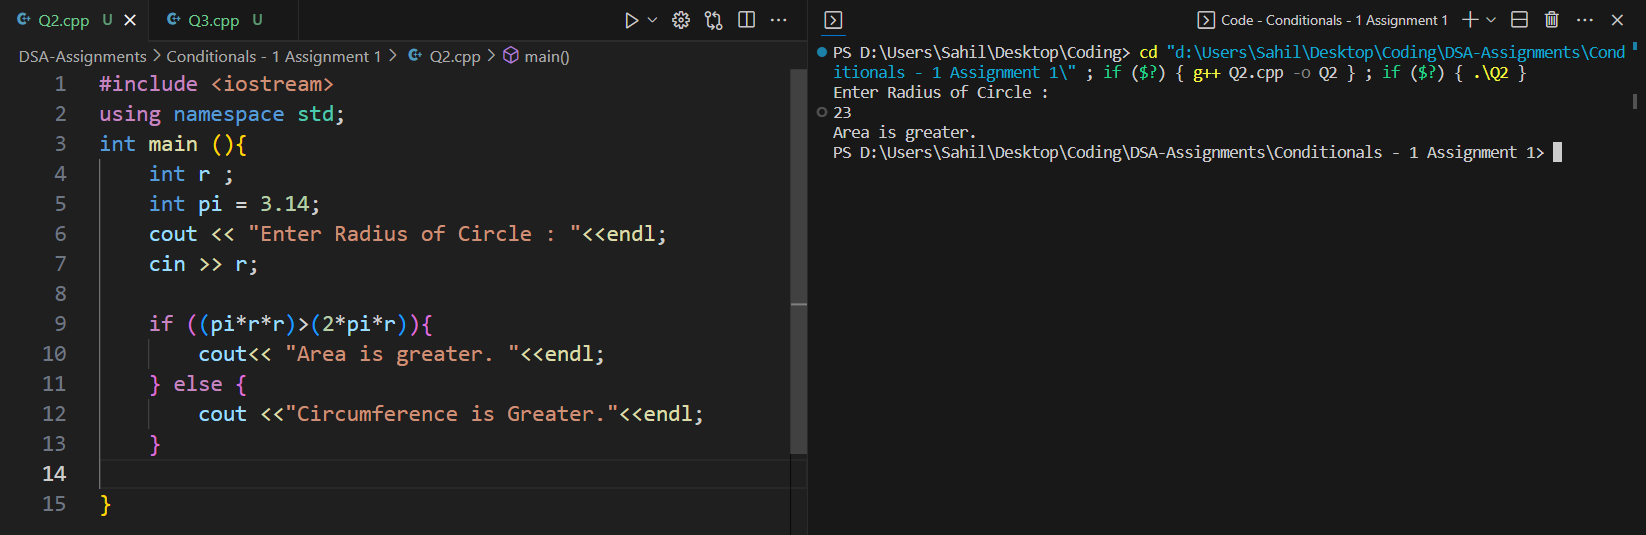 Q2.cpp U
Q3.cpp U
DSA-Assignments > Conditionals - 1 Assignment 1 > Q2.cpp > main()
1 #include <iostream>
2 using namespace std;
3 int main (){
4     int r ;
5     int pi = 3.14;
6     cout << "Enter Radius of Circle : "<<endl;
7     cin >> r;
8
9     if ((pi*r*r)>(2*pi*r)){
10         cout<< "Area is greater. "<<endl;
11     } else {
12         cout <<"Circumference is Greater."<<endl;
13     }
14
15 }
Code - Conditionals - 1 Assignment 1
PS D:\Users\Sahil\Desktop\Coding> cd "d:\Users\Sahil\Desktop\Coding\DSA-Assignments\Cond
itionals - 1 Assignment 1\" ; if ($?) { g++ Q2.cpp -o Q2 } ; if ($?) { .\Q2 }
Enter Radius of Circle :
23
Area is greater.
PS D:\Users\Sahil\Desktop\Coding\DSA-Assignments\Conditionals - 1 Assignment 1>